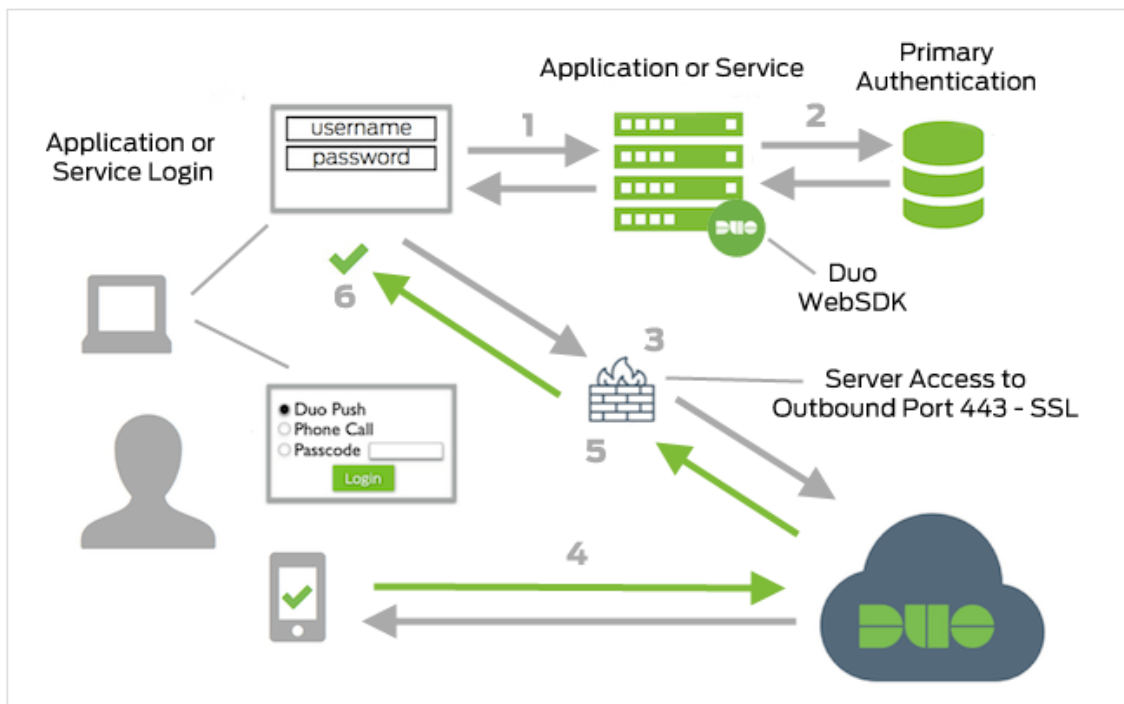 Application or
Service Login
username
password
Application or Service
Primary
Authentication
1
2
DUO
Duo
WebSDK
6
3
Server Access to
Outbound Port 443 - SSL
5
Duo Push
Phone Call
Passcode
Login
4
DUO